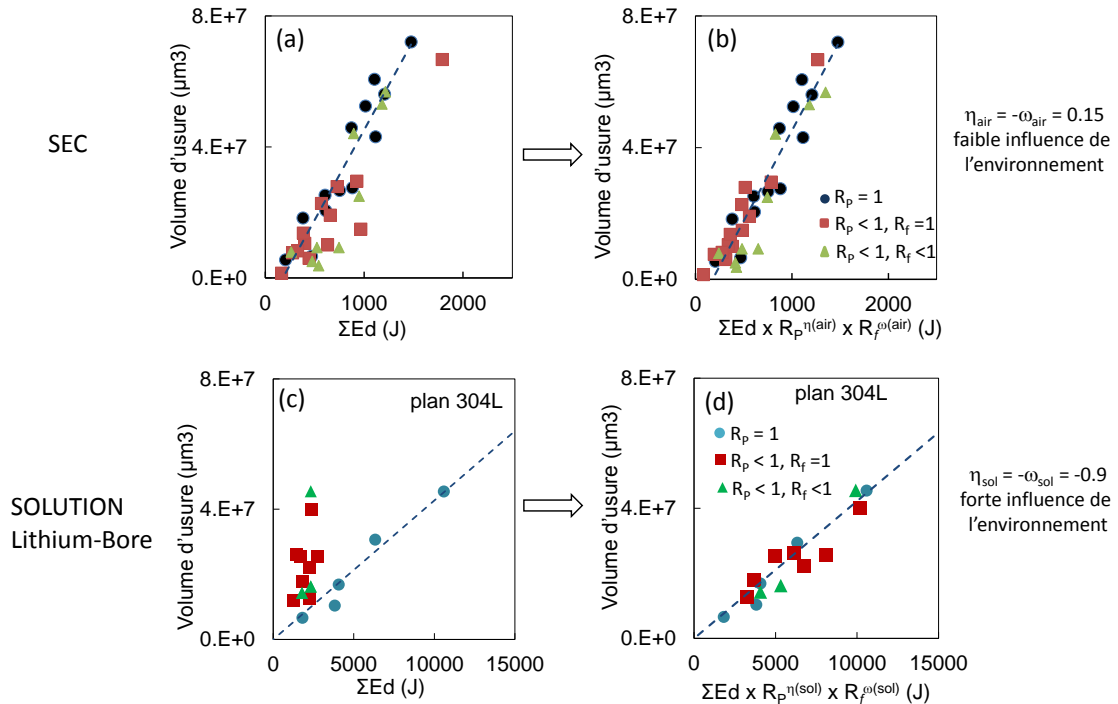 SEC
(a)
8.E+7
4.E+7
0.E+0
Volume d'usure (µm3)
0 1000 2000
ΣEd (J)
(b)
8.E+7
4.E+7
0.E+0
Volume d'usure (µm3)
R_P = 1
R_P < 1, R_f =1
R_P < 1, R_f <1
0 1000 2000
ΣEd x R_P^η(air) x R_f^ω(air) (J)
η_air = -ω_air = 0.15
faible influence de
l'environnement
SOLUTION
Lithium-Bore
(c)
plan 304L
8.E+7
4.E+7
0.E+0
Volume d'usure (µm3)
0 5000 10000 15000
ΣEd (J)
(d)
plan 304L
8.E+7
4.E+7
0.E+0
Volume d'usure (µm3)
R_P = 1
R_P < 1, R_f =1
R_P < 1, R_f <1
0 5000 10000 15000
ΣEd x R_P^η(sol) x R_f^ω(sol) (J)
η_sol = -ω_sol = -0.9
forte influence de
l'environnement